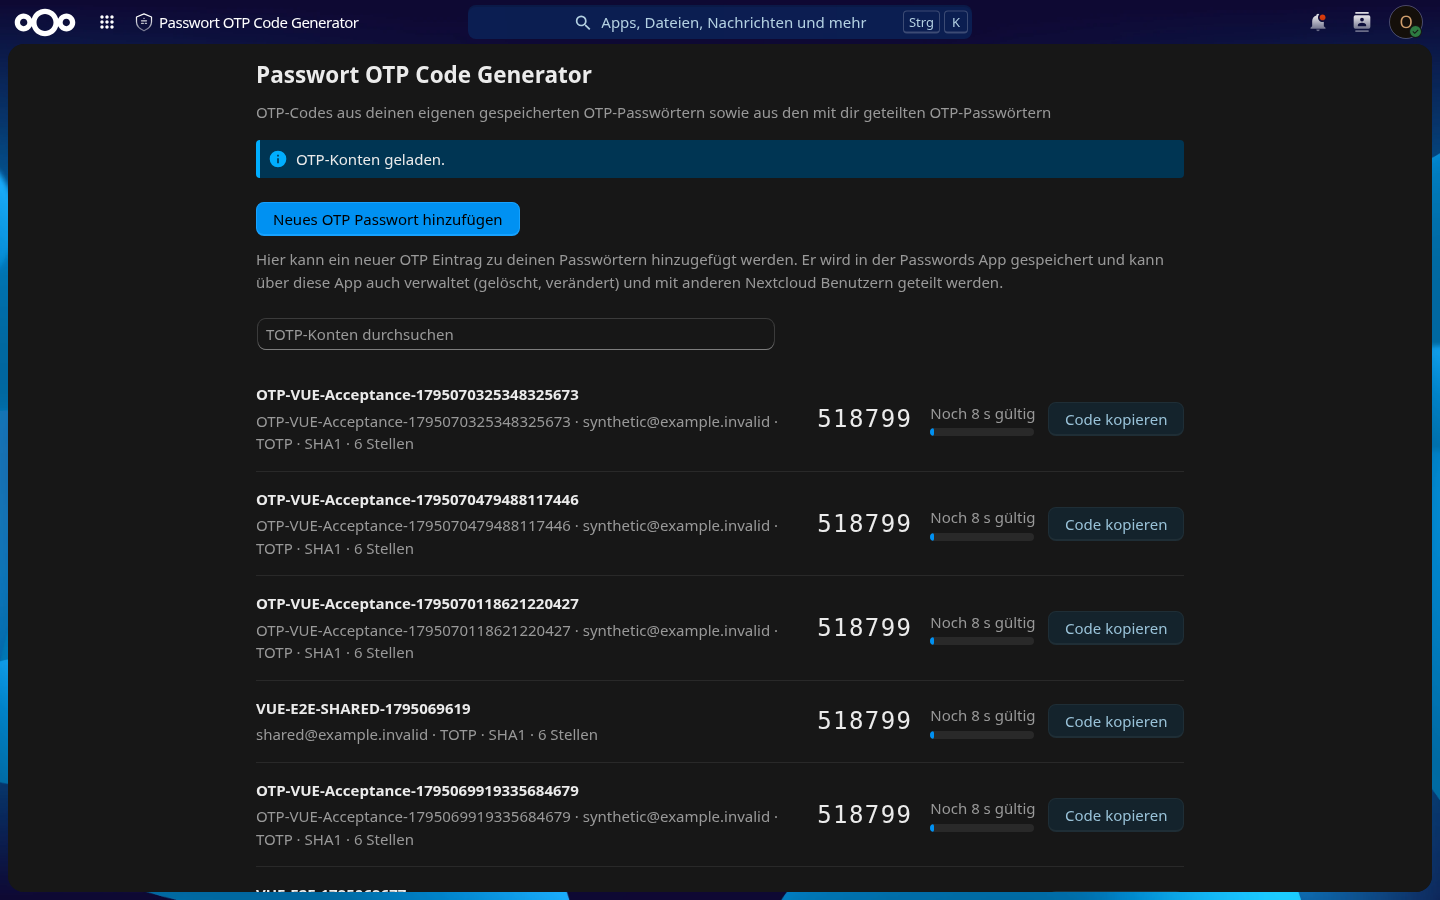 Passwort OTP Code Generator
Apps, Dateien, Nachrichten und mehr
Strg K
O
Passwort OTP Code Generator
OTP-Codes aus deinen eigenen gespeicherten OTP-Passwörtern sowie aus den mit dir geteilten OTP-Passwörtern
OTP-Konten geladen.
Neues OTP Passwort hinzufügen
Hier kann ein neuer OTP Eintrag zu deinen Passwörtern hinzugefügt werden. Er wird in der Passwords App gespeichert und kann
über diese App auch verwaltet (gelöscht, verändert) und mit anderen Nextcloud Benutzern geteilt werden.
TOTP-Konten durchsuchen
OTP-VUE-Acceptance-1795070325348325673
OTP-VUE-Acceptance-1795070325348325673 · synthetic@example.invalid ·
TOTP · SHA1 · 6 Stellen
518799
Noch 8 s gültig
Code kopieren
OTP-VUE-Acceptance-1795070479488117446
OTP-VUE-Acceptance-1795070479488117446 · synthetic@example.invalid ·
TOTP · SHA1 · 6 Stellen
518799
Noch 8 s gültig
Code kopieren
OTP-VUE-Acceptance-1795070118621220427
OTP-VUE-Acceptance-1795070118621220427 · synthetic@example.invalid ·
TOTP · SHA1 · 6 Stellen
518799
Noch 8 s gültig
Code kopieren
VUE-E2E-SHARED-1795069619
shared@example.invalid · TOTP · SHA1 · 6 Stellen
518799
Noch 8 s gültig
Code kopieren
OTP-VUE-Acceptance-1795069919335684679
OTP-VUE-Acceptance-1795069919335684679 · synthetic@example.invalid ·
TOTP · SHA1 · 6 Stellen
518799
Noch 8 s gültig
Code kopieren